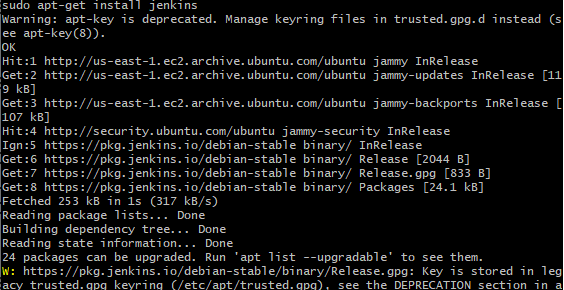 sudo apt-get install jenkins
Warning: apt-key is deprecated. Manage keyring files in trusted.gpg.d instead (s
ee apt-key(8)).
OK
Hit:1 http://us-east-1.ec2.archive.ubuntu.com/ubuntu jammy InRelease
Get:2 http://us-east-1.ec2.archive.ubuntu.com/ubuntu jammy-updates InRelease [11
9 kB]
Get:3 http://us-east-1.ec2.archive.ubuntu.com/ubuntu jammy-backports InRelease [
107 kB]
Hit:4 http://security.ubuntu.com/ubuntu jammy-security InRelease
Ign:5 https://pkg.jenkins.io/debian-stable binary/ InRelease
Get:6 https://pkg.jenkins.io/debian-stable binary/ Release [2044 B]
Get:7 https://pkg.jenkins.io/debian-stable binary/ Release.gpg [833 B]
Get:8 https://pkg.jenkins.io/debian-stable binary/ Packages [24.1 kB]
Fetched 253 kB in 1s (317 kB/s)
Reading package lists... Done
Building dependency tree... Done
Reading state information... Done
24 packages can be upgraded. Run 'apt list --upgradable' to see them.
W: https://pkg.jenkins.io/debian-stable/binary/Release.gpg: Key is stored in leg
acy trusted.gpg keyring (/etc/apt/trusted.gpg), see the DEPRECATION section in a